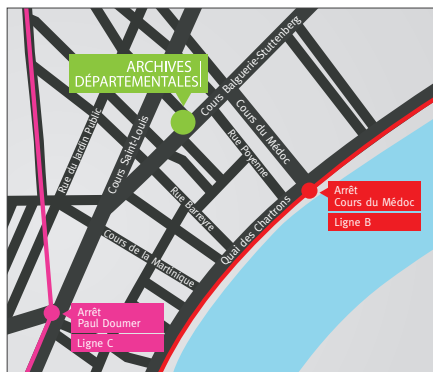 ARCHIVES
DÉPARTEMENTALES
Cours Balguerie-Stuttenberg
Rue du Jardin Public
Cours Saint-Louis
Cours du Médoc
Rue Poyenne
Rue Barreyre
Quai des Chartrons
Cours de la Martinique
Arrêt
Cours du Médoc
Ligne B
Arrêt
Paul Doumer
Ligne C